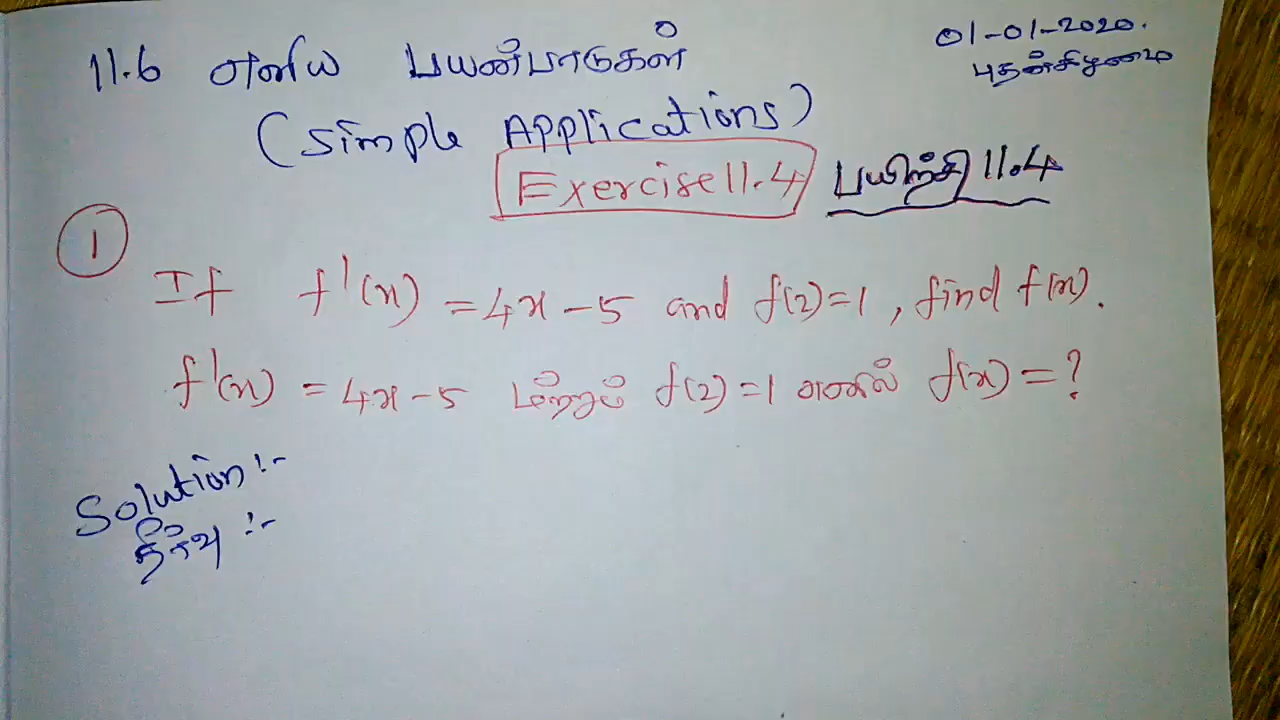 11.6 எளிய பயன்பாடுகள்
01-01-2020.
புதன்கிழமை
(Simple Applications)
Exercise 11.4 பயிற்சி 11.4
1
If f'(x) = 4x - 5 and f(2) = 1, find f(x).
f'(x) = 4x - 5 மற்றும் f(2) = 1 எனில் f(x) = ?
Solution :-
தீர்வு :-